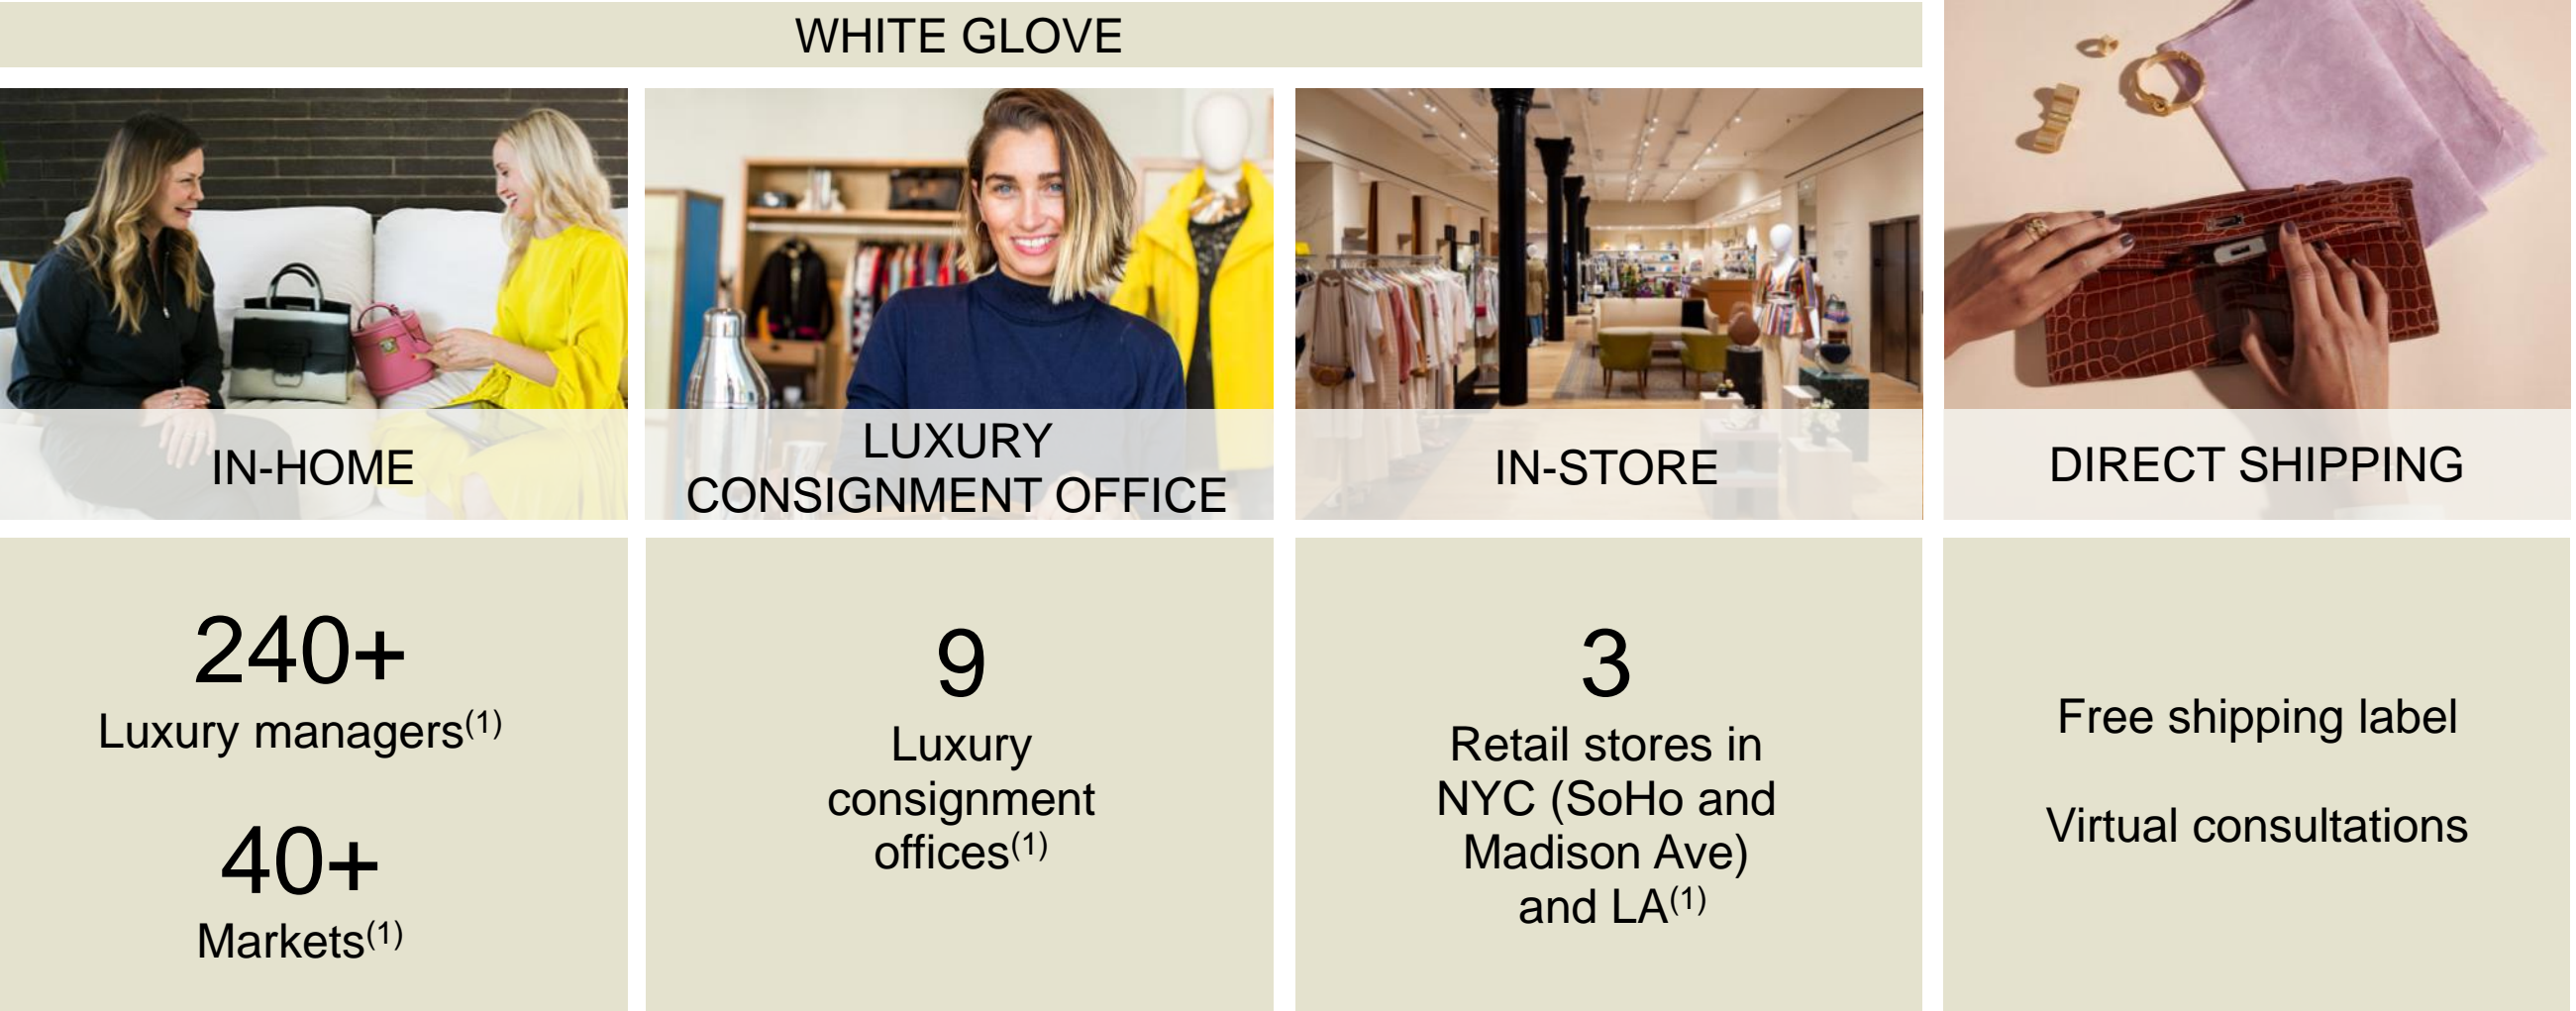 WHITE GLOVE
IN-HOME
LUXURY
CONSIGNMENT OFFICE
IN-STORE
DIRECT SHIPPING
240+
Luxury managers(1)
40+
Markets(1)
9
Luxury
consignment
offices(1)
3
Retail stores in
NYC (SoHo and
Madison Ave)
and LA(1)
Free shipping label
Virtual consultations